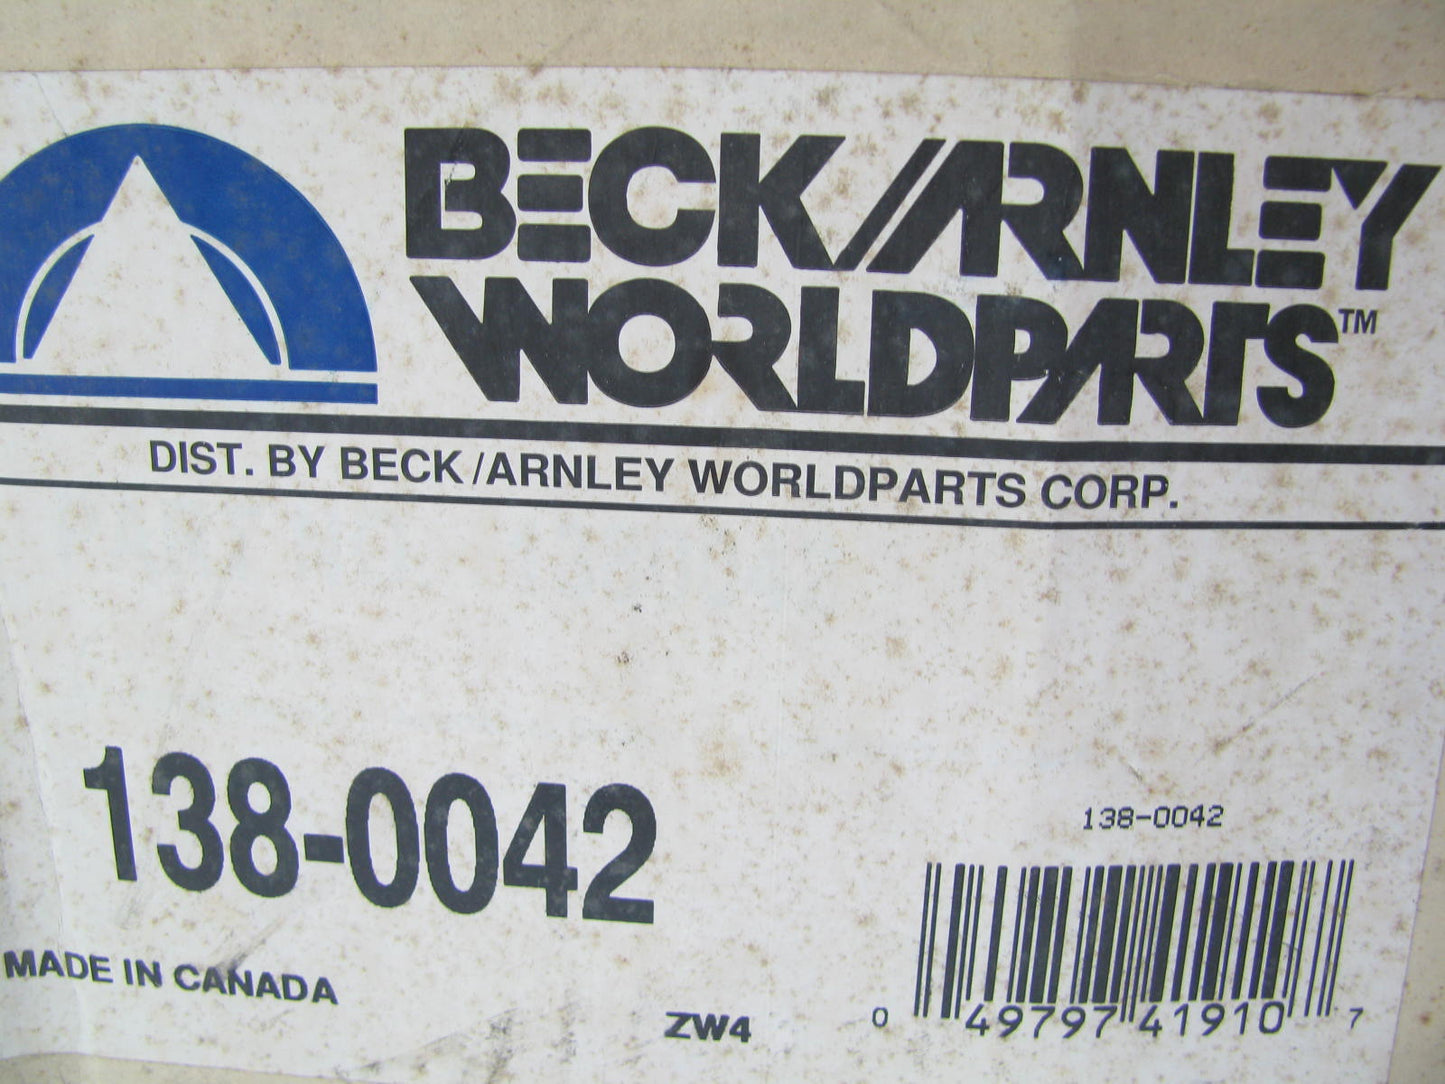 BECK/ARNLEY
WORLDPARTS™
DIST. BY BECK/ARNLEY WORLDPARTS CORP.
138-0042
138-0042
MADE IN CANADA
ZW4
0 49797 41910 7